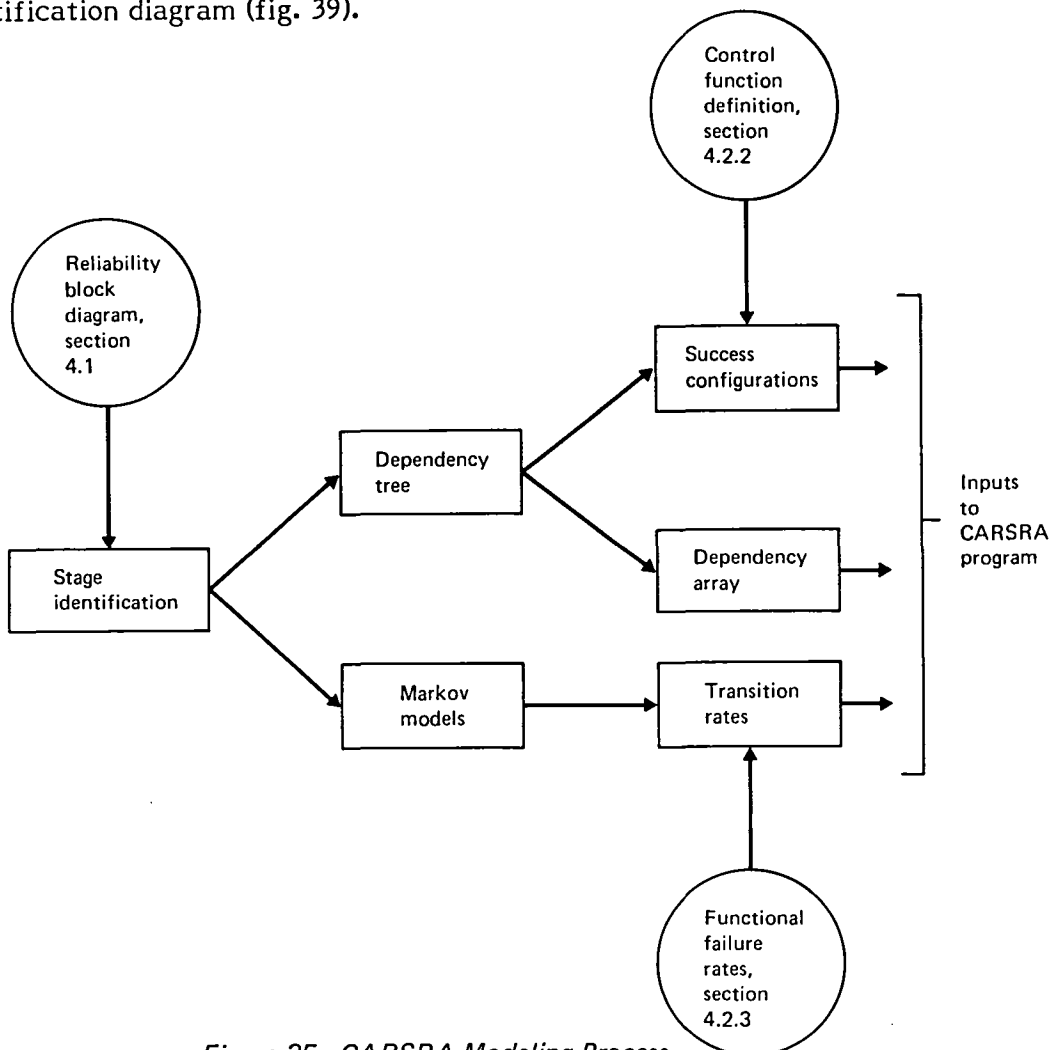 tification diagram (fig. 39).
Control
function
definition,
section
4.2.2
Reliability
block
diagram,
section
4.1
Success
configurations
Dependency
tree
Inputs
to
CARSRA
program
Stage
identification
Dependency
array
Markov
models
Transition
rates
Functional
failure
rates,
section
4.2.3
CARSRA Modeling Process